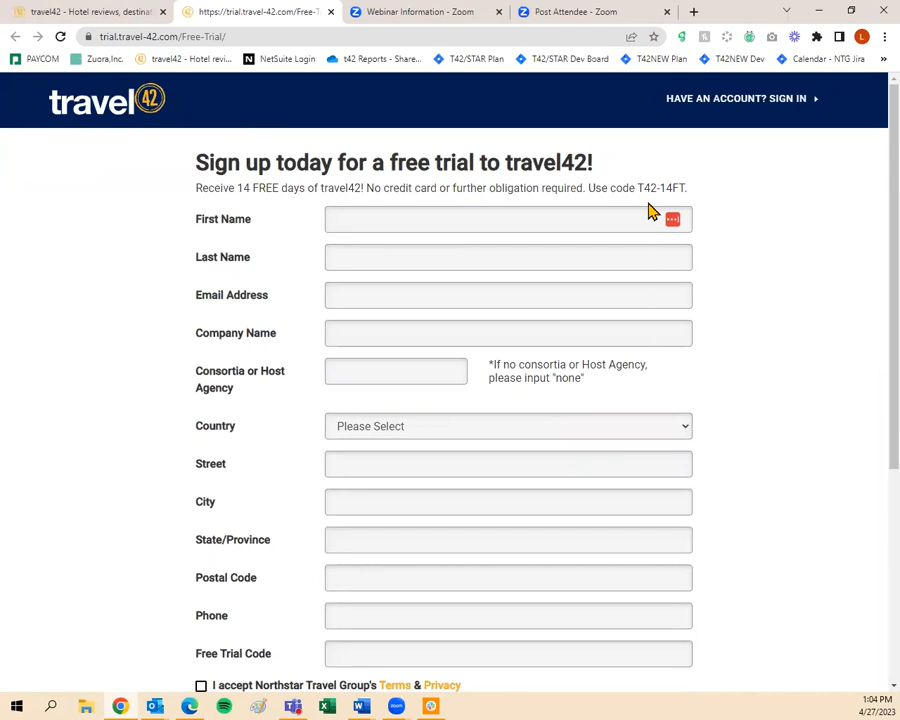 travel42 - Hotel reviews, destinat
https://trial.travel-42.com/Free-T
Webinar Information - Zoom
Post Attendee - Zoom
trial.travel-42.com/Free-Trial/
PAYCOM
Zuora,Inc.
travel42 - Hotel revi...
NetSuite Login
t42 Reports - Share...
T42/STAR Plan
T42/STAR Dev Board
T42NEW Plan
T42NEW Dev
Calendar - NTG Jira
travel 42
HAVE AN ACCOUNT? SIGN IN
Sign up today for a free trial to travel42!
Receive 14 FREE days of travel42! No credit card or further obligation required. Use code T42-14FT.
First Name
Last Name
Email Address
Company Name
Consortia or Host
Agency
*If no consortia or Host Agency,
please input "none"
Country
Please Select
Street
City
State/Province
Postal Code
Phone
Free Trial Code
I accept Northstar Travel Group's Terms & Privacy
1:04 PM
4/27/2023